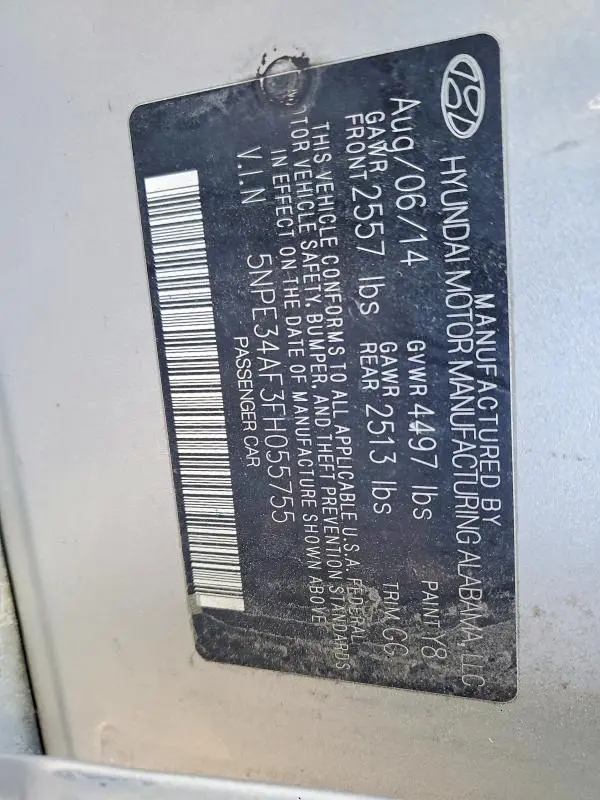 MANUFACTURED BY
HYUNDAI MOTOR MANUFACTURING ALABAMA, LLC
Aug/06/14 GVWR 4497 lbs PAINT Y8
GAWR FRONT 2557 lbs GAWR REAR 2513 lbs TRIM CG
THIS VEHICLE CONFORMS TO ALL APPLICABLE U.S.A. FEDERAL
MOTOR VEHICLE SAFETY, BUMPER, AND THEFT PREVENTION STANDARDS
IN EFFECT ON THE DATE OF MANUFACTURE SHOWN ABOVE
V.I.N 5NPE34AF3FH055755
PASSENGER CAR